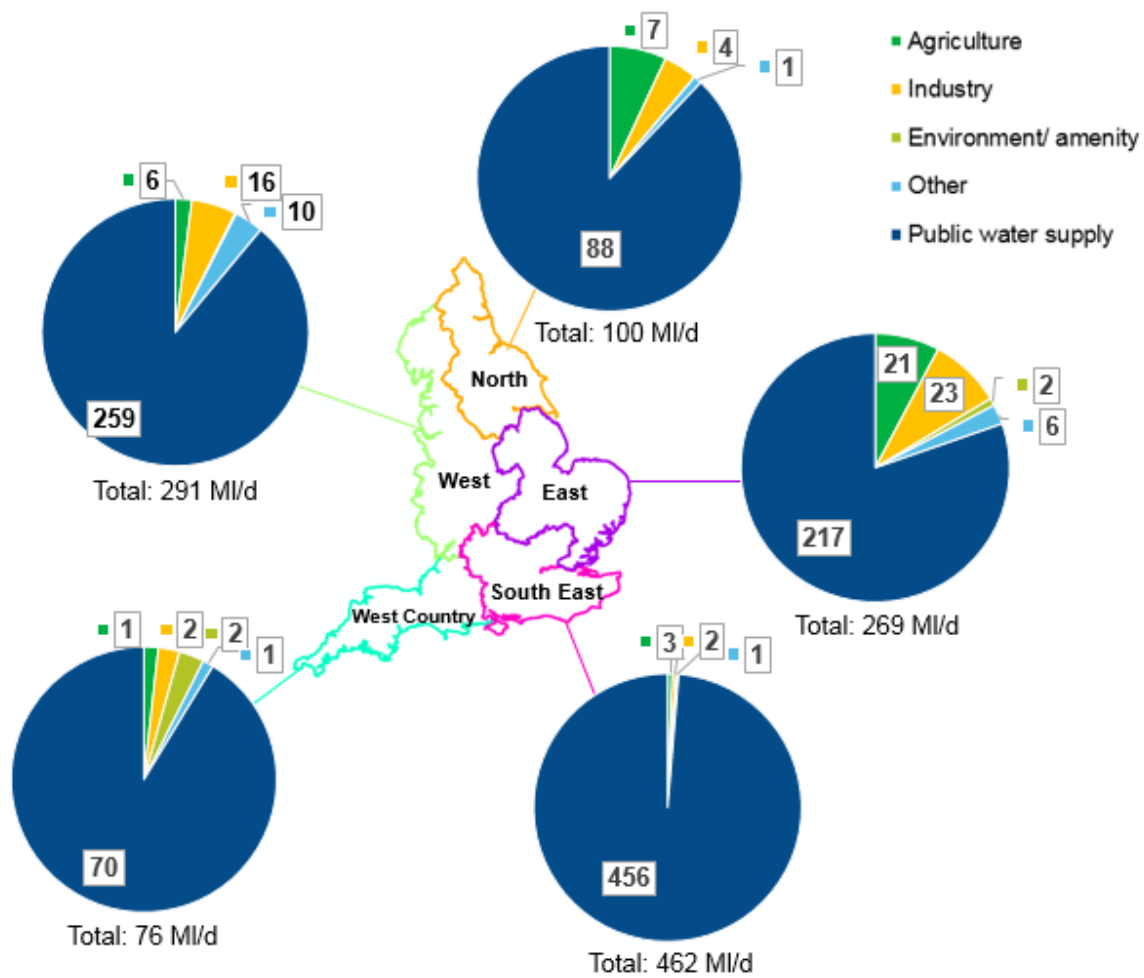 7
4
1
Agriculture
Industry
Environment/ amenity
Other
Public water supply
88
Total: 100 Ml/d
6
16
10
259
Total: 291 Ml/d
North
West
East
South East
West Country
21
23
2
6
217
Total: 269 Ml/d
1
2
2
1
70
Total: 76 Ml/d
3
2
1
456
Total: 462 Ml/d